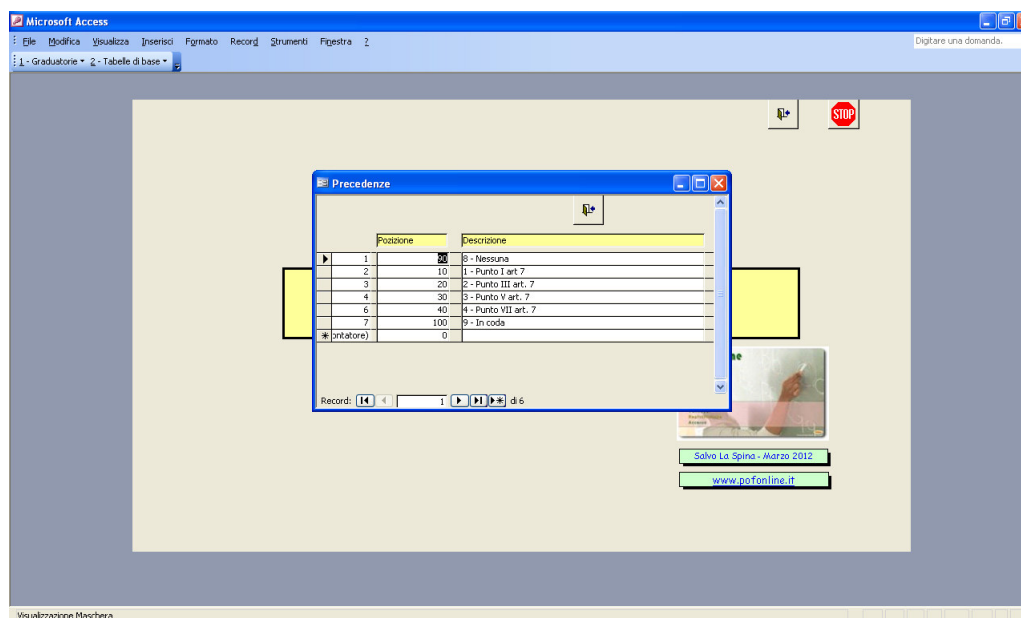 Microsoft Access
File Modifica Visualizza Inserisci Formato Record Strumenti Finestra ?
Digitare una domanda.
1 - Graduatorie 2 - Tabelle di base
STOP
Precedenze
Pozizione Descrizione
1 90 8 - Nessuna
2 10 1 - Punto I art 7
3 20 2 - Punto III art. 7
4 30 3 - Punto V art. 7
6 40 4 - Punto VII art. 7
7 100 9 - In coda
ontatore) 0
Record: 1 di 6
ne
Salvo La Spina - Marzo 2012
www.pofonline.it
Visualizzazione Maschera